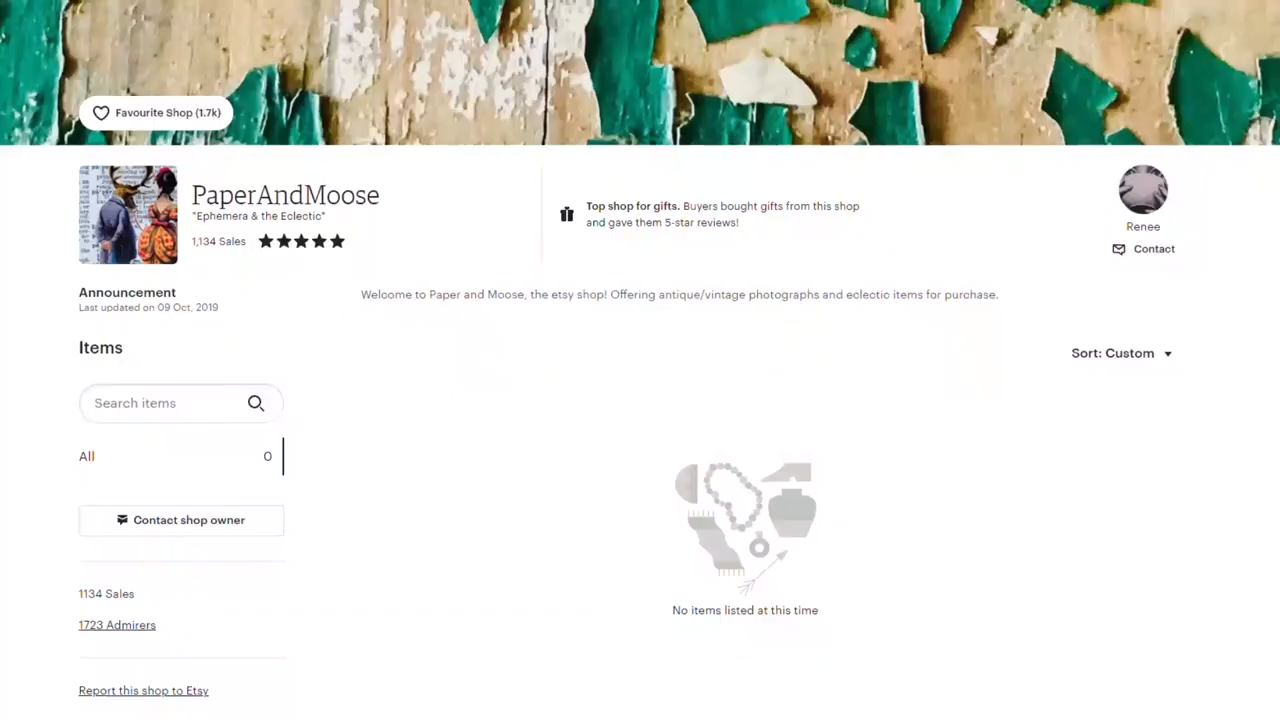 Favourite Shop (1.7k)
PaperAndMoose
"Ephemera & the Eclectic"
1,134 Sales
Top shop for gifts. Buyers bought gifts from this shop
and gave them 5-star reviews!
Renee
Contact
Announcement
Last updated on 09 Oct, 2019
Welcome to Paper and Moose, the etsy shop! Offering antique/vintage photographs and eclectic items for purchase.
Items
Sort: Custom
Search items
All 0
Contact shop owner
1134 Sales
1723 Admirers
No items listed at this time
Report this shop to Etsy